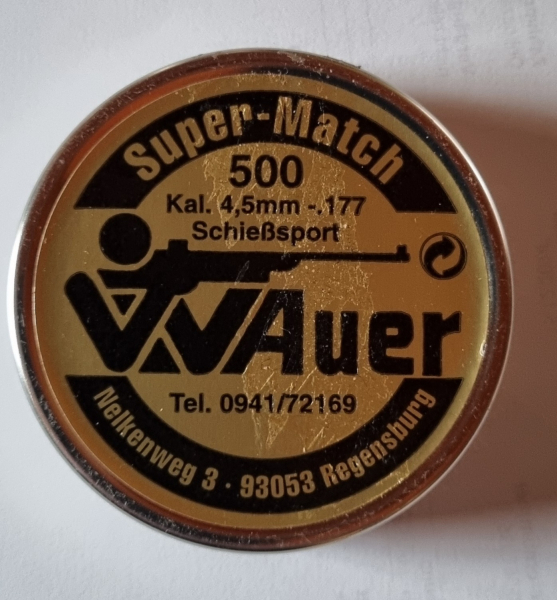 Super-Match
500
Kal. 4,5mm -.177
Schießsport
W Auer
Tel. 0941/72169
Nelkenweg 3 · 93053 Regensburg